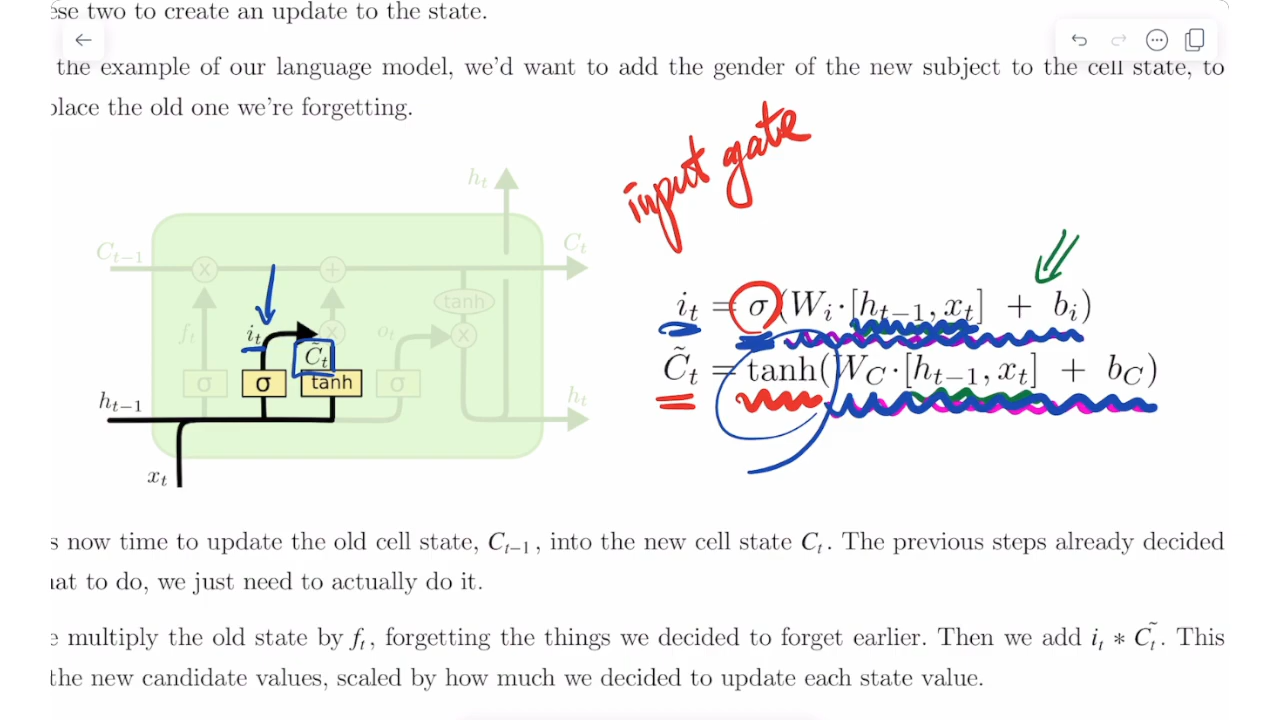 ese two to create an update to the state.
the example of our language model, we'd want to add the gender of the new subject to the cell state, to
place the old one we're forgetting.
input gate
h_t
C_{t-1}
C_t
tanh
f_t
i_t
o_t
C̃_t
σ σ tanh σ
h_{t-1}
h_t
x_t
i_t = σ(W_i·[h_{t-1}, x_t] + b_i)
C̃_t = tanh(W_C·[h_{t-1}, x_t] + b_C)
s now time to update the old cell state, C_{t-1}, into the new cell state C_t. The previous steps already decided
hat to do, we just need to actually do it.
e multiply the old state by f_t, forgetting the things we decided to forget earlier. Then we add i_t * C̃_t. This
the new candidate values, scaled by how much we decided to update each state value.